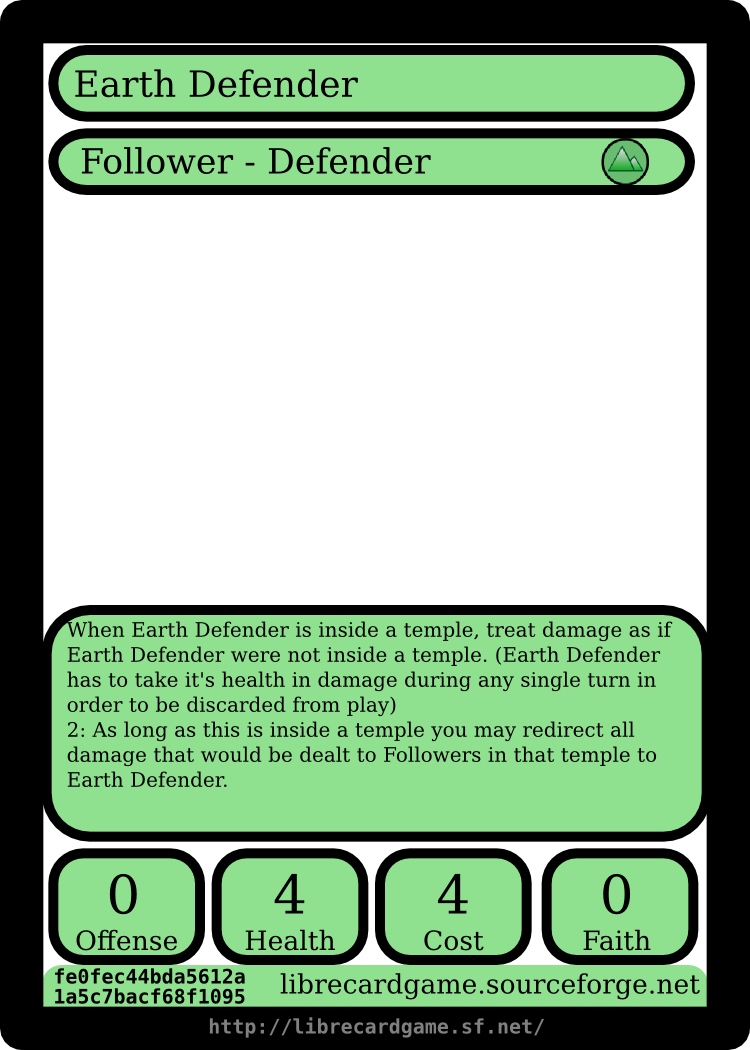 Earth Defender
Follower - Defender
When Earth Defender is inside a temple, treat damage as if
Earth Defender were not inside a temple. (Earth Defender
has to take it's health in damage during any single turn in
order to be discarded from play)
2: As long as this is inside a temple you may redirect all
damage that would be dealt to Followers in that temple to
Earth Defender.
0 4 4 0
Offense Health Cost Faith
fe0fec44bda5612a
1a5c7bacf68f1095
librecardgame.sourceforge.net
http://librecardgame.sf.net/